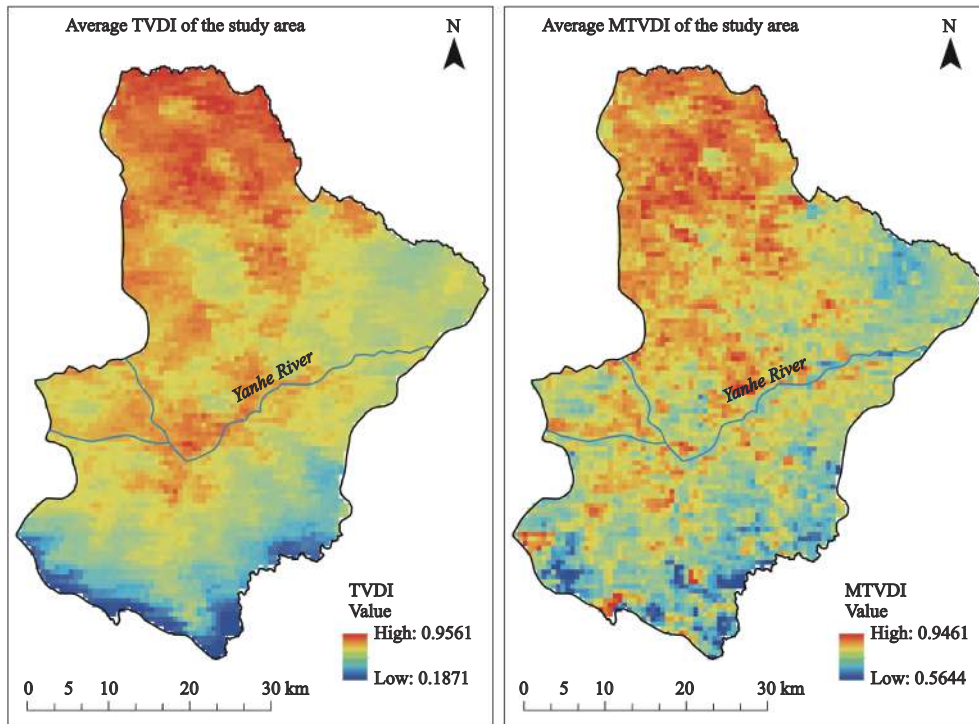 Average TVDI of the study area
N
Yanhe River
TVDI
Value
High: 0.9561
Low: 0.1871
0 5 10 20 30 km
Average MTVDI of the study area
N
Yanhe River
MTVDI
Value
High: 0.9461
Low: 0.5644
0 5 10 20 30 km